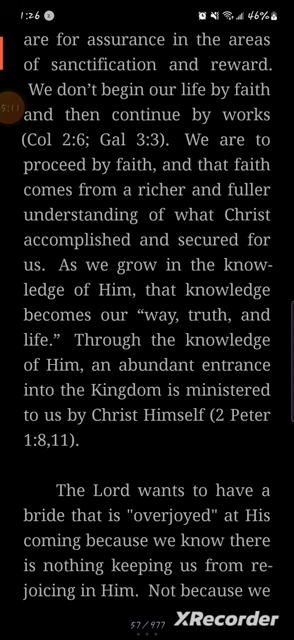 1:26
46%
are for assurance in the areas
of sanctification and reward.
We don't begin our life by faith
5:11
and then continue by works
(Col 2:6; Gal 3:3). We are to
proceed by faith, and that faith
comes from a richer and fuller
understanding of what Christ
accomplished and secured for
us. As we grow in the know-
ledge of Him, that knowledge
becomes our “way, truth, and
life.” Through the knowledge
of Him, an abundant entrance
into the Kingdom is ministered
to us by Christ Himself (2 Peter
1:8,11).
The Lord wants to have a
bride that is "overjoyed" at His
coming because we know there
is nothing keeping us from re-
joicing in Him. Not because we
57/977
XRecorder